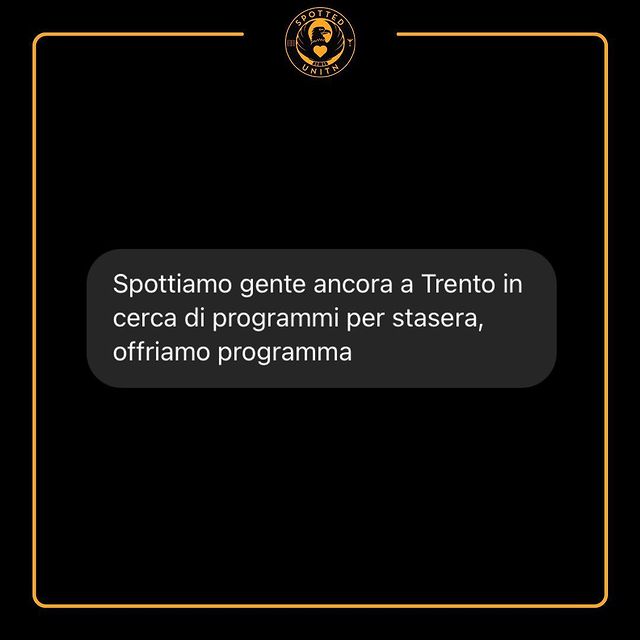 SPOTTED
UNITN
Spottiamo gente ancora a Trento in
cerca di programmi per stasera,
offriamo programma